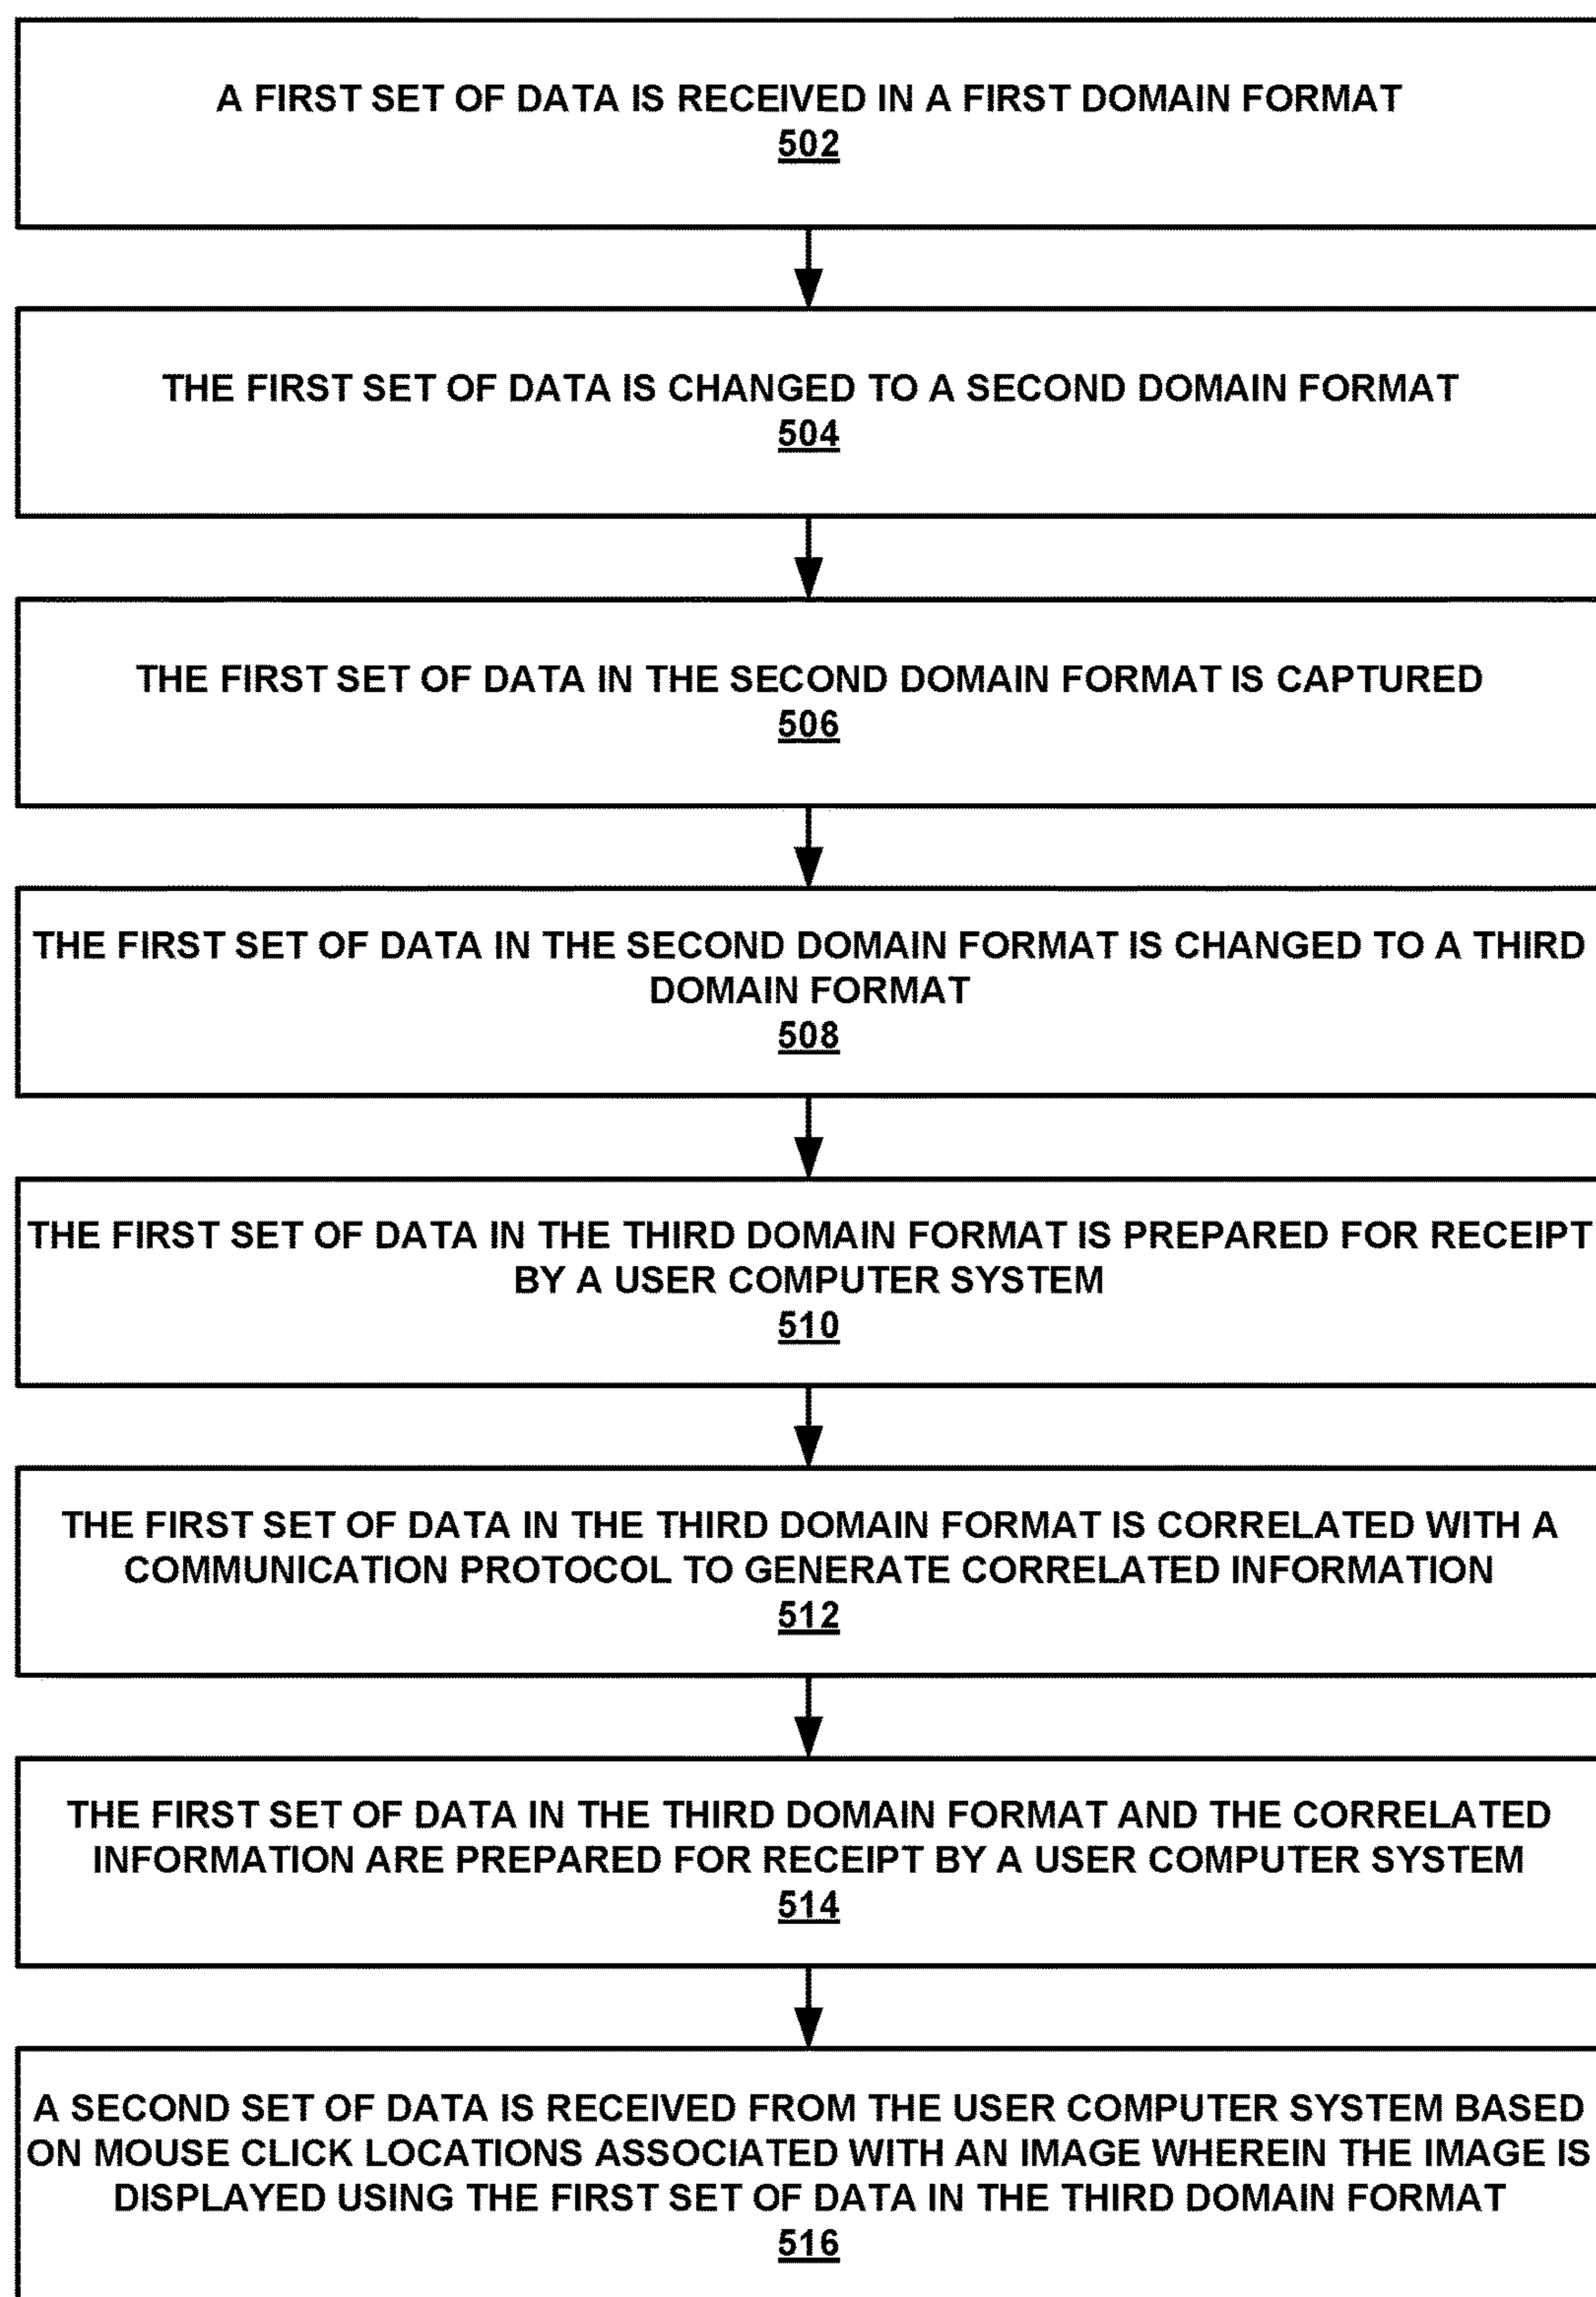 A FIRST SET OF DATA IS RECEIVED IN A FIRST DOMAIN FORMAT
502
THE FIRST SET OF DATA IS CHANGED TO A SECOND DOMAIN FORMAT
504
THE FIRST SET OF DATA IN THE SECOND DOMAIN FORMAT IS CAPTURED
506
THE FIRST SET OF DATA IN THE SECOND DOMAIN FORMAT IS CHANGED TO A THIRD
DOMAIN FORMAT
508
THE FIRST SET OF DATA IN THE THIRD DOMAIN FORMAT IS PREPARED FOR RECEIPT
BY A USER COMPUTER SYSTEM
510
THE FIRST SET OF DATA IN THE THIRD DOMAIN FORMAT IS CORRELATED WITH A
COMMUNICATION PROTOCOL TO GENERATE CORRELATED INFORMATION
512
THE FIRST SET OF DATA IN THE THIRD DOMAIN FORMAT AND THE CORRELATED
INFORMATION ARE PREPARED FOR RECEIPT BY A USER COMPUTER SYSTEM
514
A SECOND SET OF DATA IS RECEIVED FROM THE USER COMPUTER SYSTEM BASED
ON MOUSE CLICK LOCATIONS ASSOCIATED WITH AN IMAGE WHEREIN THE IMAGE IS
DISPLAYED USING THE FIRST SET OF DATA IN THE THIRD DOMAIN FORMAT
516